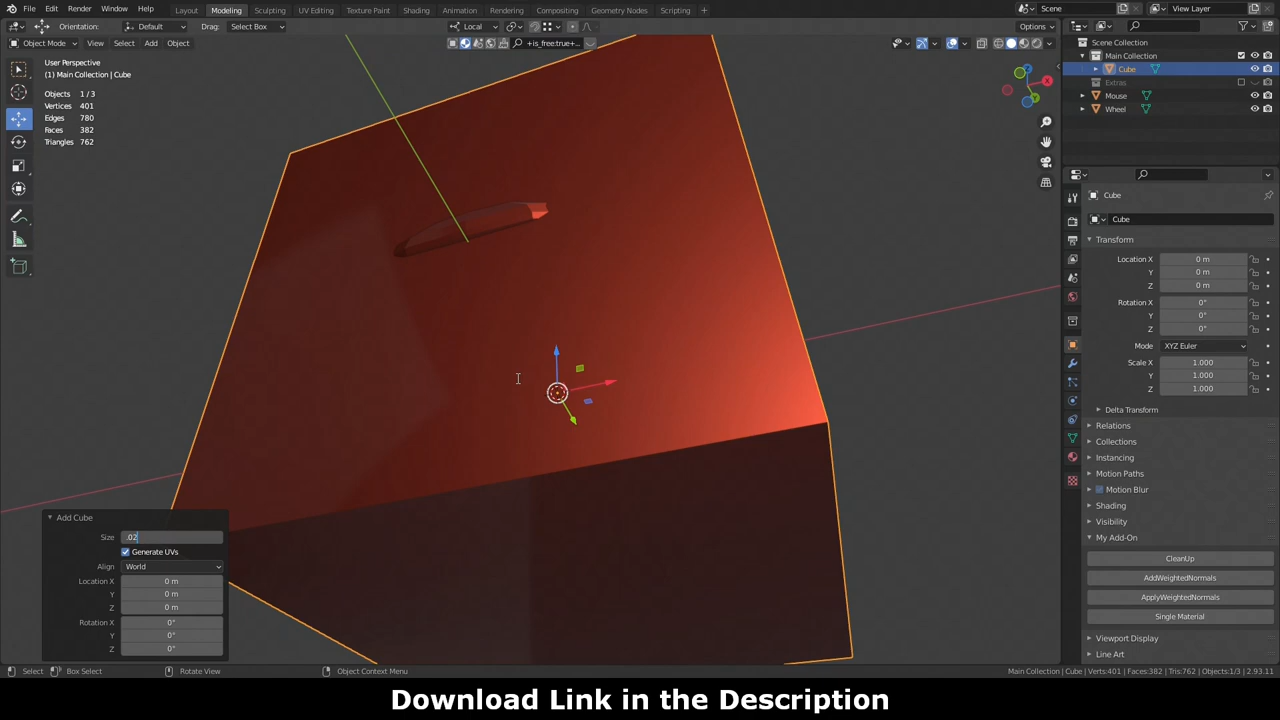 File Edit Render Window Help Layout Modeling Sculpting UV Editing Texture Paint Shading Animation Rendering Compositing Geometry Nodes Scripting + Scene View Layer
Orientation: Default Drag: Select Box Local Options
Object Mode View Select Add Object +is_free:true+...
User Perspective
(1) Main Collection | Cube
Objects 1/3
Vertices 401
Edges 780
Faces 382
Triangles 762
X
Y
Z
Add Cube
Size .02
Generate UVs
Align World
Location X 0 m
Y 0 m
Z 0 m
Rotation X 0°
Y 0°
Z 0°
Scene Collection
Main Collection
Cube
Extras
Mouse
Wheel
Cube
Cube
Transform
Location X 0 m
Y 0 m
Z 0 m
Rotation X 0°
Y 0°
Z 0°
Mode XYZ Euler
Scale X 1.000
Y 1.000
Z 1.000
Delta Transform
Relations
Collections
Instancing
Motion Paths
Motion Blur
Shading
Visibility
My Add-On
CleanUp
AddWeightedNormals
ApplyWeightedNormals
Single Material
Viewport Display
Line Art
Select Box Select Rotate View Object Context Menu Main Collection | Cube | Verts:401 | Faces:382 | Tris:762 | Objects:1/3 | 2.93.11
Download Link in the Description